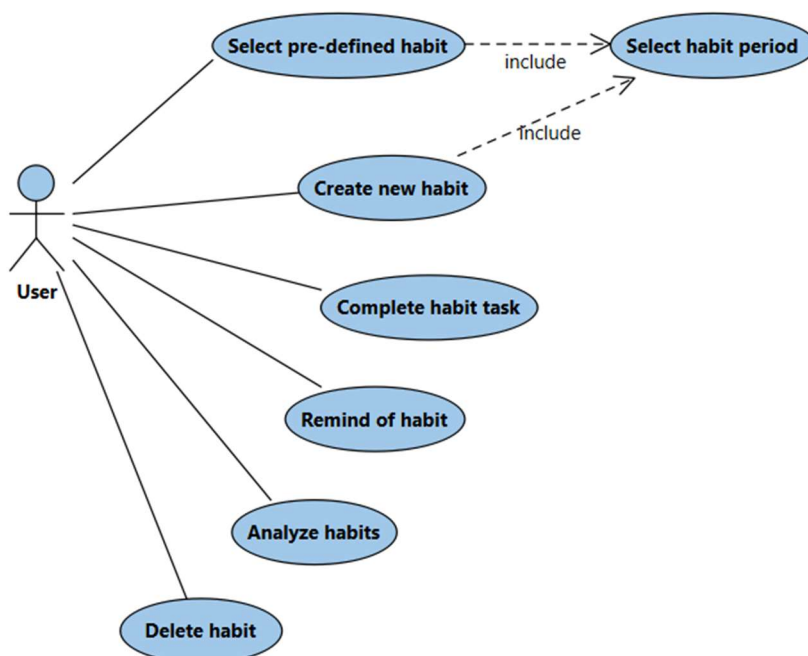 Select pre-defined habit
Select habit period
include
include
Create new habit
User
Complete habit task
Remind of habit
Analyze habits
Delete habit